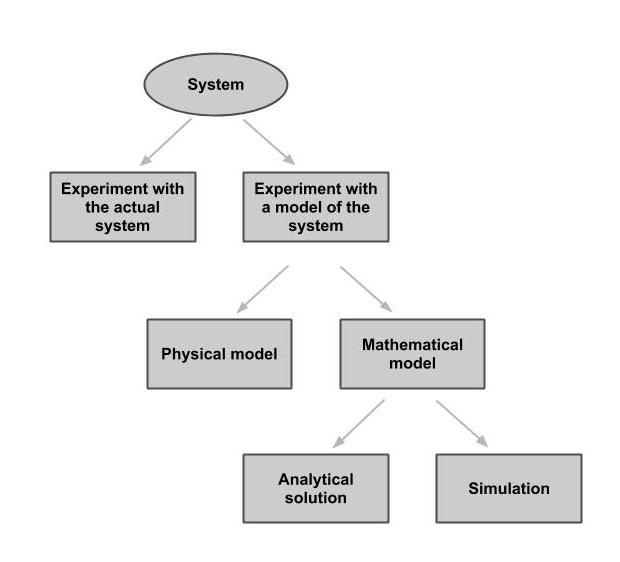 System
Experiment with
the actual
system
Experiment with
a model of the
system
Physical model
Mathematical
model
Analytical
solution
Simulation